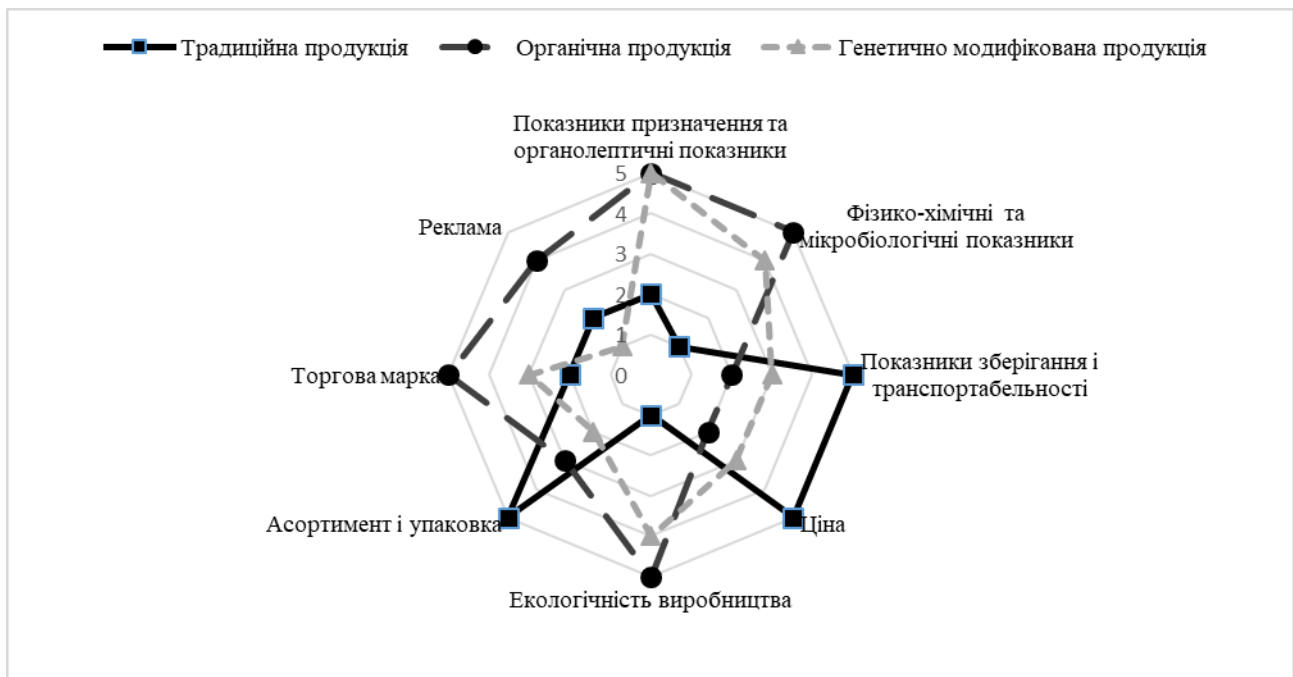 Традиційна продукція
Органічна продукція
Генетично модифікована продукція
Показники призначення та
органолептичні показники
Фізико-хімічні та
мікробіологічні показники
Показники зберігання і
транспортабельності
Ціна
Екологічність виробництва
Асортимент і упаковка
Торгова марка
Реклама
5
4
3
2
1
0